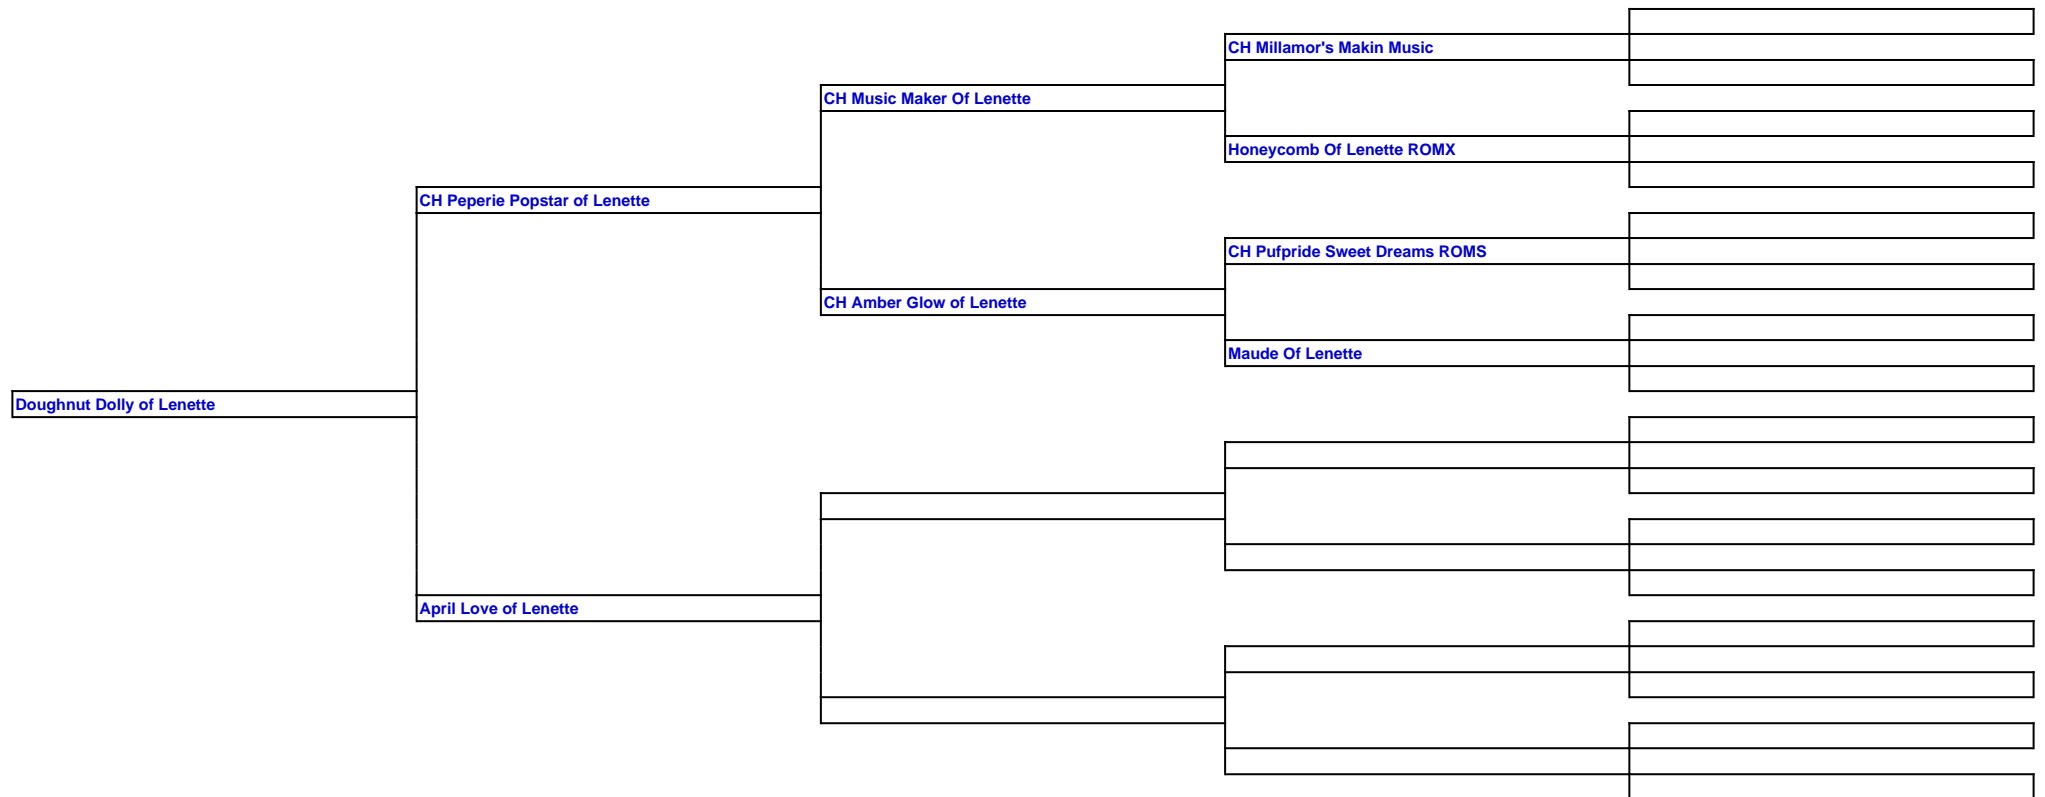 CH Millamor's Makin Music
CH Music Maker Of Lenette
Honeycomb Of Lenette ROMX
CH Peperie Popstar of Lenette
CH Pufpride Sweet Dreams ROMS
CH Amber Glow of Lenette
Maude Of Lenette
Doughnut Dolly of Lenette
April Love of Lenette